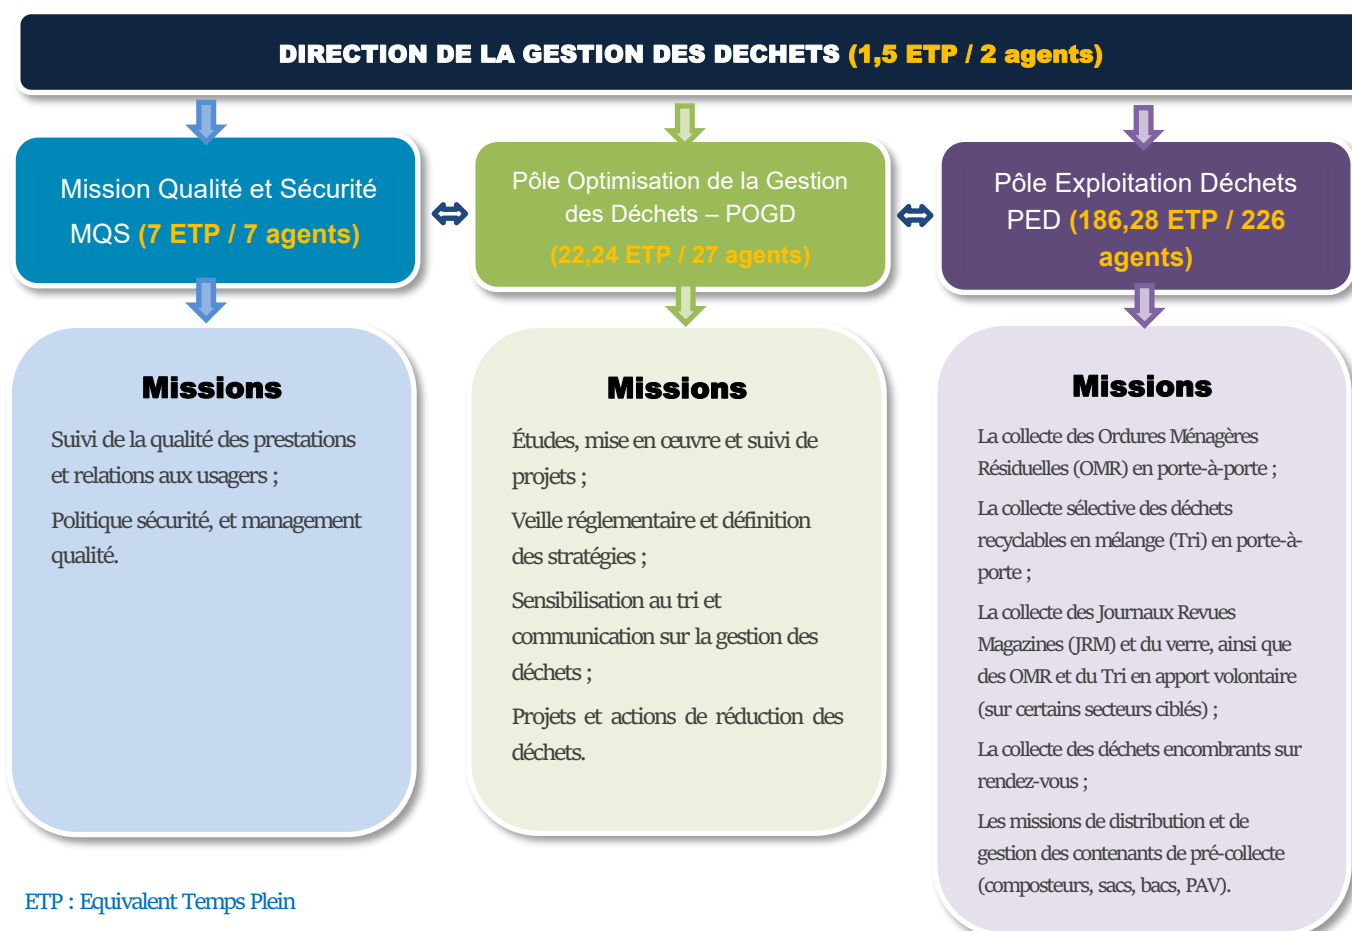 DIRECTION DE LA GESTION DES DECHETS (1,5 ETP / 2 agents)
Mission Qualité et Sécurité
MQS (7 ETP / 7 agents)
Pôle Optimisation de la Gestion
des Déchets – POGD
(22,24 ETP / 27 agents)
Pôle Exploitation Déchets
PED (186,28 ETP / 226
agents)
Missions
Suivi de la qualité des prestations
et relations aux usagers ;
Politique sécurité, et management
qualité.
Missions
Études, mise en œuvre et suivi de
projets ;
Veille réglementaire et définition
des stratégies ;
Sensibilisation au tri et
communication sur la gestion des
déchets ;
Projets et actions de réduction des
déchets.
Missions
La collecte des Ordures Ménagères
Résiduelles (OMR) en porte-à-porte ;
La collecte sélective des déchets
recyclables en mélange (Tri) en porte-à-
porte ;
La collecte des Journaux Revues
Magazines (JRM) et du verre, ainsi que
des OMR et du Tri en apport volontaire
(sur certains secteurs ciblés) ;
La collecte des déchets encombrants sur
rendez-vous ;
Les missions de distribution et de
gestion des contenants de pré-collecte
(composteurs, sacs, bacs, PAV).
ETP : Equivalent Temps Plein